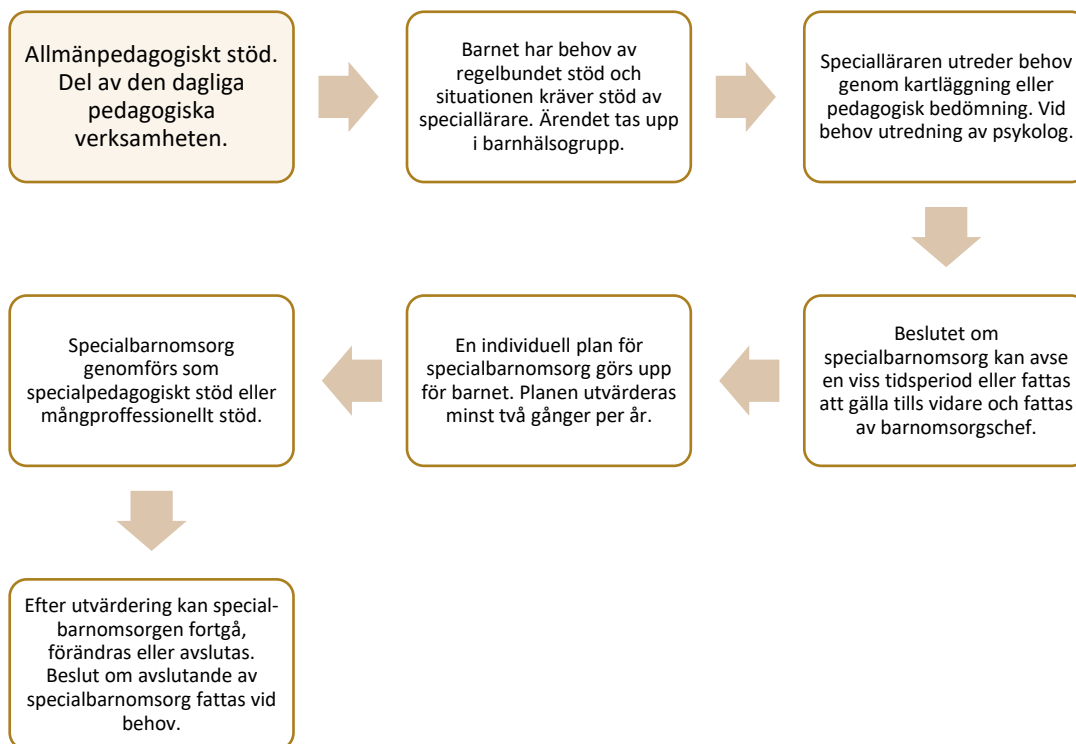 Allmänpedagogiskt stöd.
Del av den dagliga
pedagogiska
verksamheten.
Barnet har behov av
regelbundet stöd och
situationen kräver stöd av
speciallärare. Ärendet tas upp
i barnhälsogrupp.
Specialläraren utreder behov
genom kartläggning eller
pedagogisk bedömning. Vid
behov utredning av psykolog.
Beslutet om
specialbarnomsorg kan avse
en viss tidsperiod eller fattas
att gälla tills vidare och fattas
av barnomsorgschef.
En individuell plan för
specialbarnomsorg görs upp
för barnet. Planen utvärderas
minst två gånger per år.
Specialbarnomsorg
genomförs som
specialpedagogiskt stöd eller
mångproffessionellt stöd.
Efter utvärdering kan special-
barnomsorgen fortgå,
förändras eller avslutas.
Beslut om avslutande av
specialbarnomsorg fattas vid
behov.